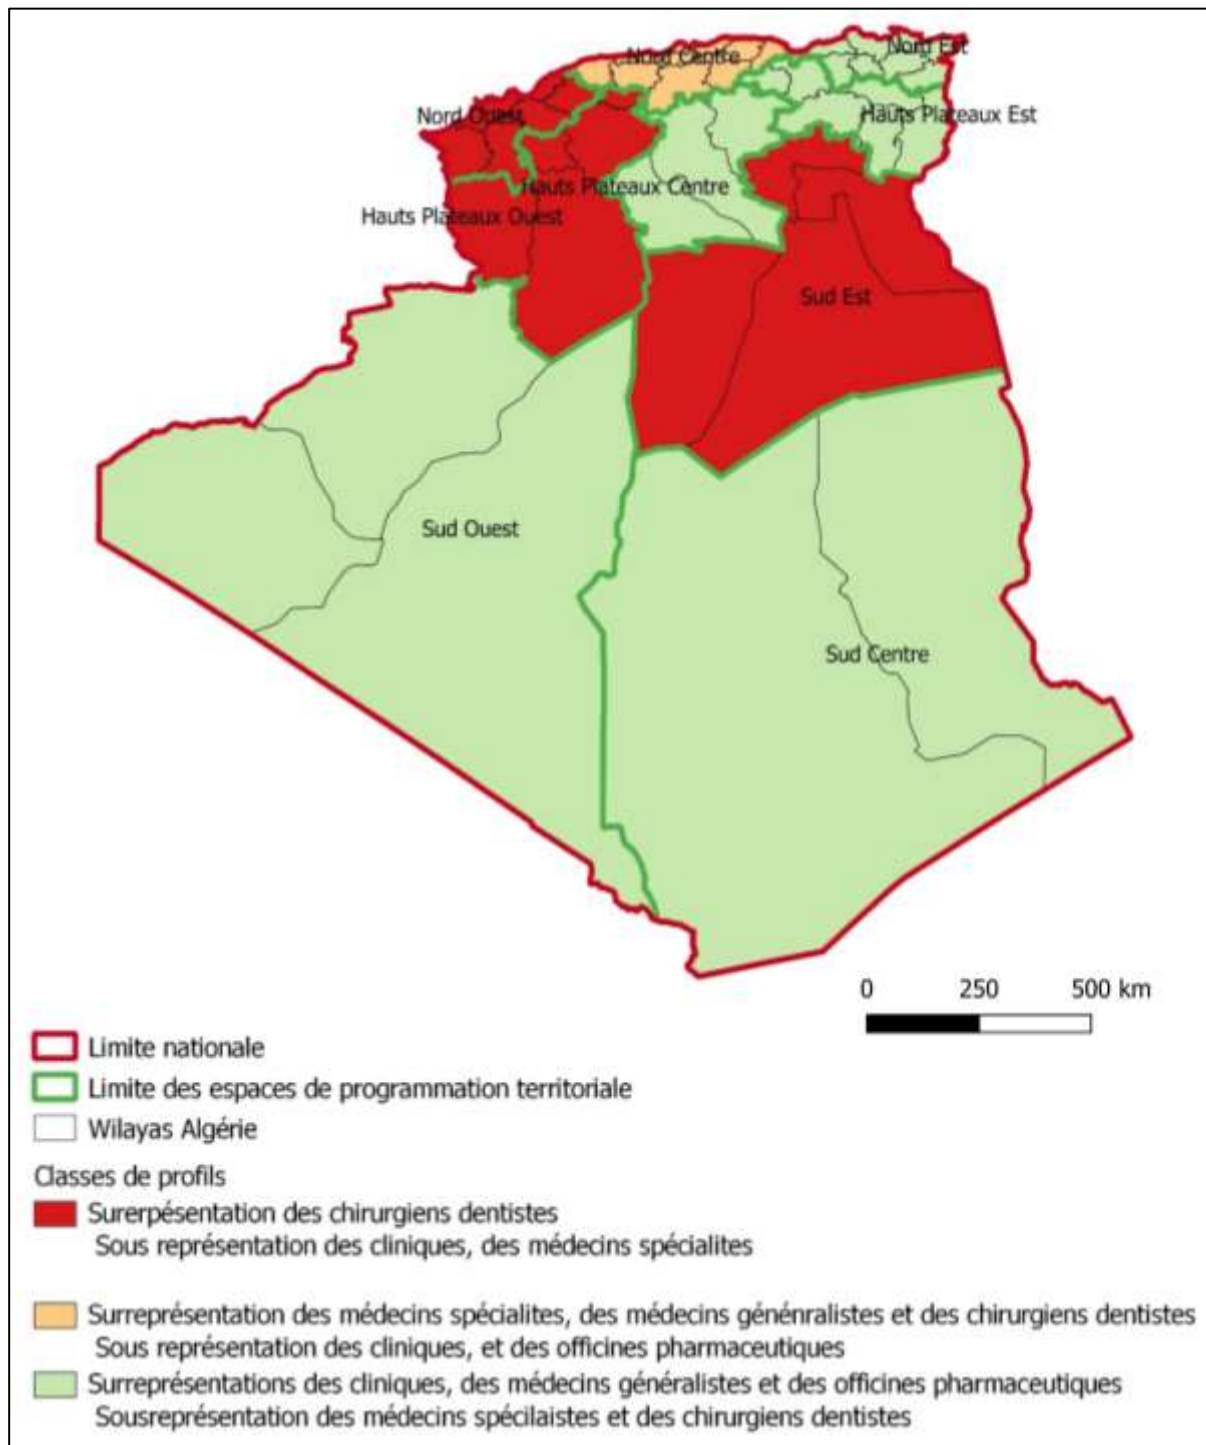 Nord Centre
Nord Est
Nord Ouest
Hauts Plateaux Est
Hauts Plateaux Centre
Hauts Plateaux Ouest
Sud Est
Sud Ouest
Sud Centre
0 250 500 km
Limite nationale
Limite des espaces de programmation territoriale
Wilayas Algérie
Classes de profils
Surerpésentation des chirurgiens dentistes
Sous représentation des cliniques, des médecins spécialites
Surreprésentation des médecins spécialites, des médecins génénralistes et des chirurgiens dentistes
Sous représentation des cliniques, et des officines pharmaceutiques
Surreprésentations des cliniques, des médecins généralistes et des officines pharmaceutiques
Sousreprésentation des médecins spécilaistes et des chirurgiens dentistes